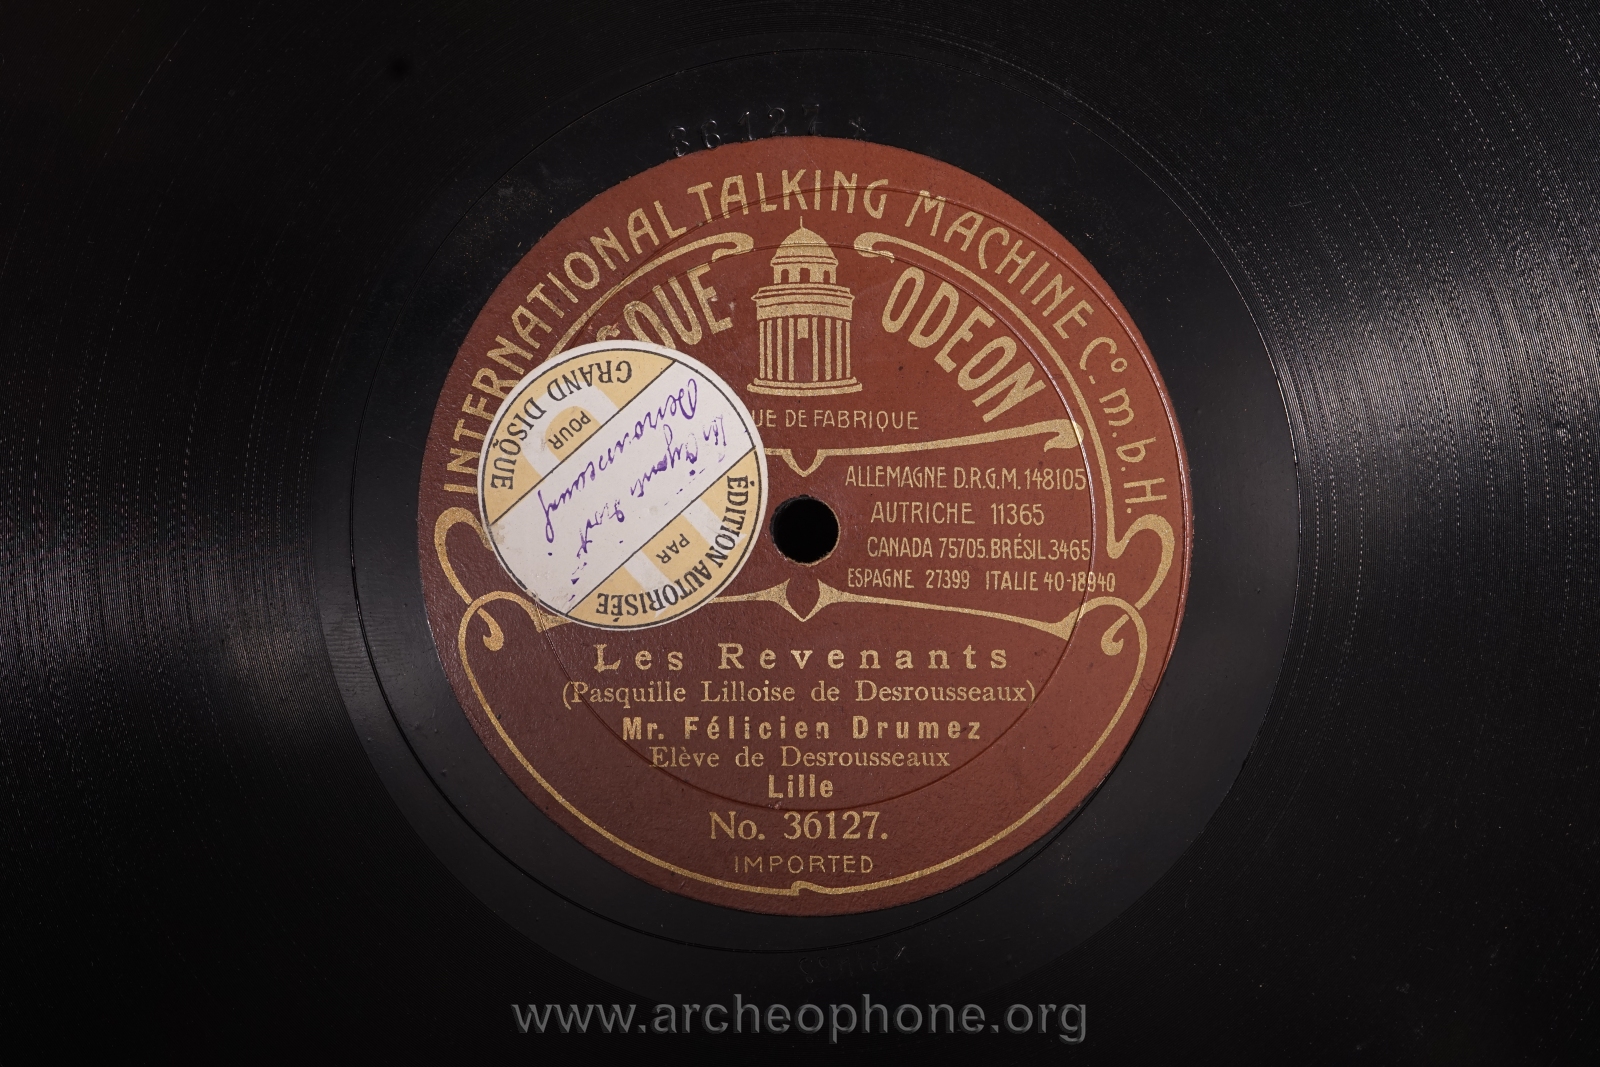 36127
INTERNATIONAL TALKING MACHINE Co. m.b.H.
ODEON
DE FABRIQUE
ALLEMAGNE D.R.G.M. 148105
AUTRICHE 11365
CANADA 75705. BRÉSIL 3465
ESPAGNE 27399 ITALIE 40-18940
GRAND DISQUE
POUR
Desrousseaux
PAR
ÉDITION AUTORISÉE
Les Revenants
(Pasquille Lilloise de Desrousseaux)
Mr. Félicien Drumez
Elève de Desrousseaux
Lille
No. 36127.
IMPORTED
www.archeophone.org